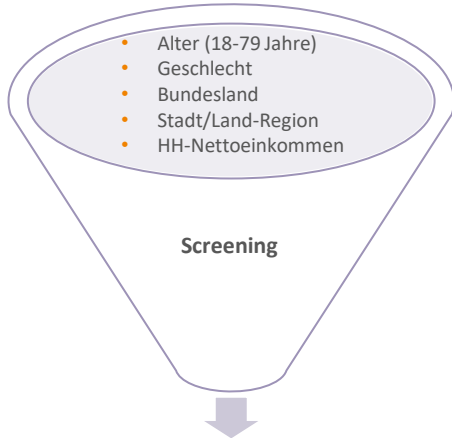 • Alter (18-79 Jahre)
• Geschlecht
• Bundesland
• Stadt/Land-Region
• HH-Nettoeinkommen
Screening